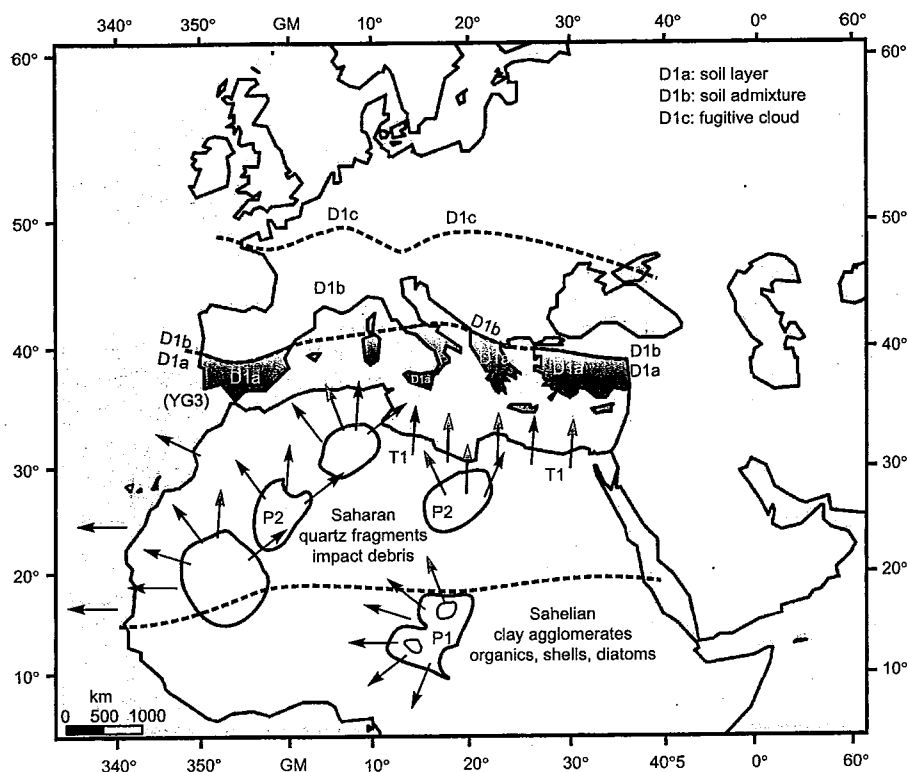 340° 350° GM 10° 20° 30° 40° 0° 60°
60° 60°
D1a: soil layer
D1b: soil admixture
D1c: fugitive cloud
50° 50°
D1c D1c
D1b
D1b D1b
40° D1b 40°
D1a D1a
D1a D1a D1a
(YG3)
T1 T1
30° 30°
P2 P2
Saharan
quartz fragments
impact debris
20° 20°
Sahelian
clay agglomerates
organics, shells, diatoms
P1
10° 10°
km
0 500 1000
340° 350° GM 10° 20° 30° 40°5 0° 60°